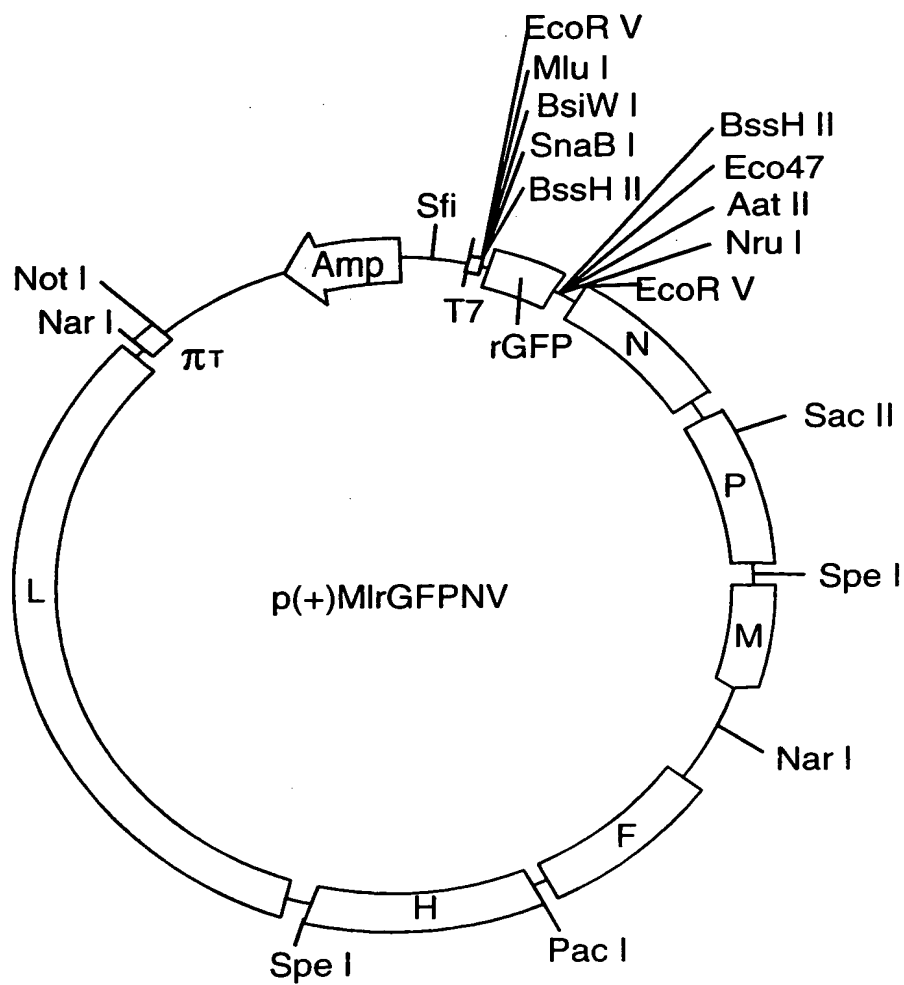 EcoR V
Mlu I
BsiW I
SnaB I
BssH II
BssH II
Eco47
Aat II
Nru I
EcoR V
Sfi
Amp
T7
rGFP
Not I
Nar I
πT
N
Sac II
P
Spe I
M
Nar I
F
Pac I
H
Spe I
L
p(+)MlrGFPNV